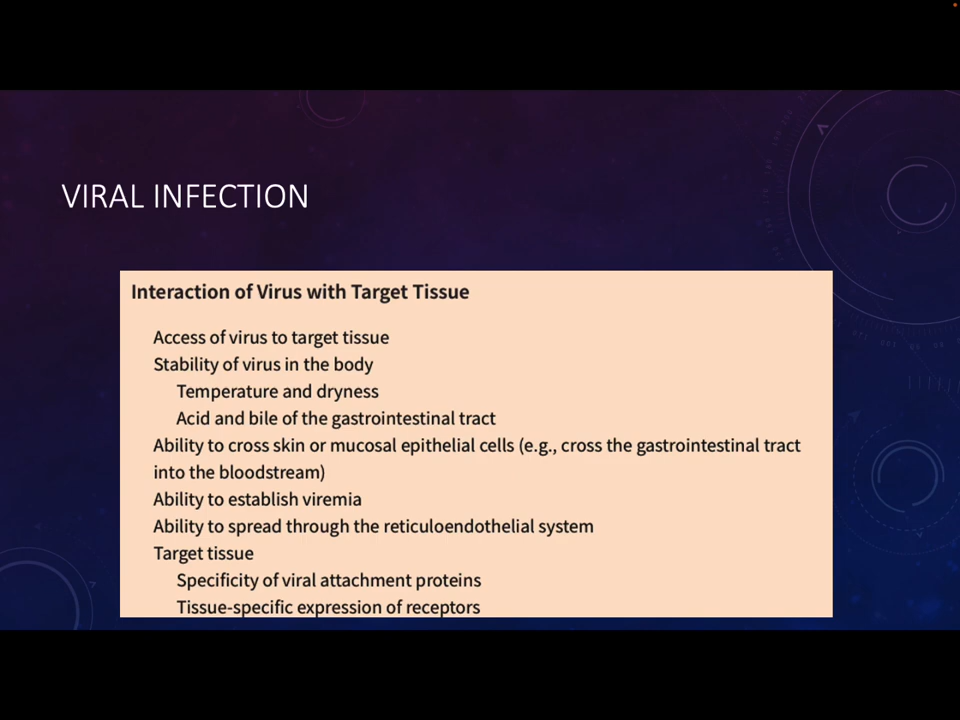 VIRAL INFECTION
Interaction of Virus with Target Tissue
Access of virus to target tissue
Stability of virus in the body
Temperature and dryness
Acid and bile of the gastrointestinal tract
Ability to cross skin or mucosal epithelial cells (e.g., cross the gastrointestinal tract
into the bloodstream)
Ability to establish viremia
Ability to spread through the reticuloendothelial system
Target tissue
Specificity of viral attachment proteins
Tissue-specific expression of receptors